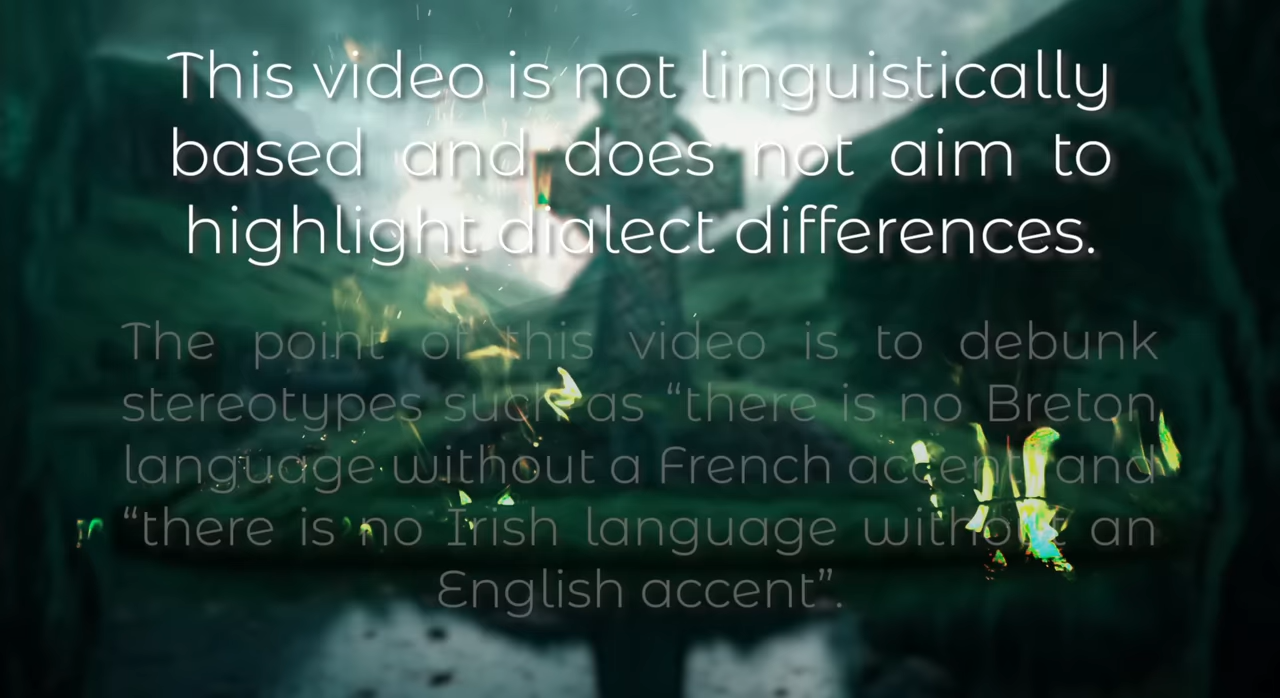 This video is not linguistically
based and does not aim to
highlight dialect differences.
The point of this video is to debunk
stereotypes such as “there is no Breton
language without a French accent” and
“there is no Irish language without an
English accent”.